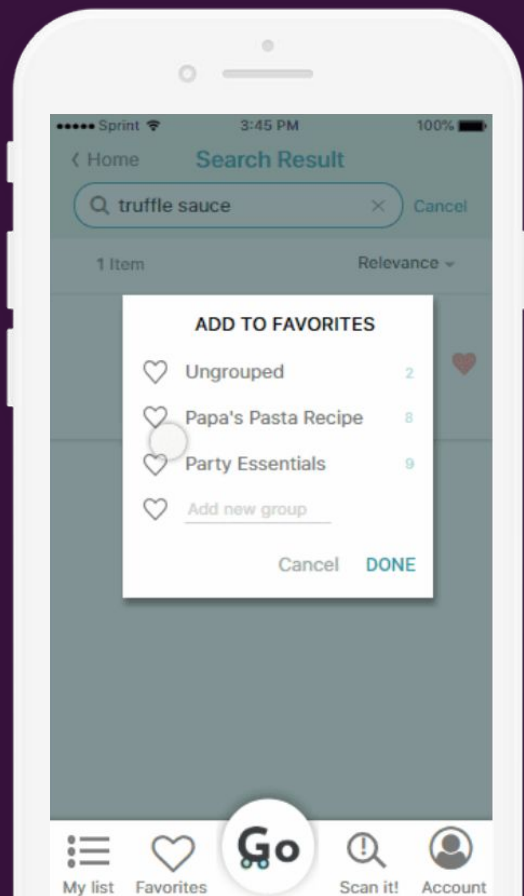 Sprint 3:45 PM 100%
Home Search Result
truffle sauce Cancel
1 Item Relevance
ADD TO FAVORITES
Ungrouped 2
Papa's Pasta Recipe 8
Party Essentials 9
Add new group
Cancel DONE
Go
My list Favorites Scan it! Account